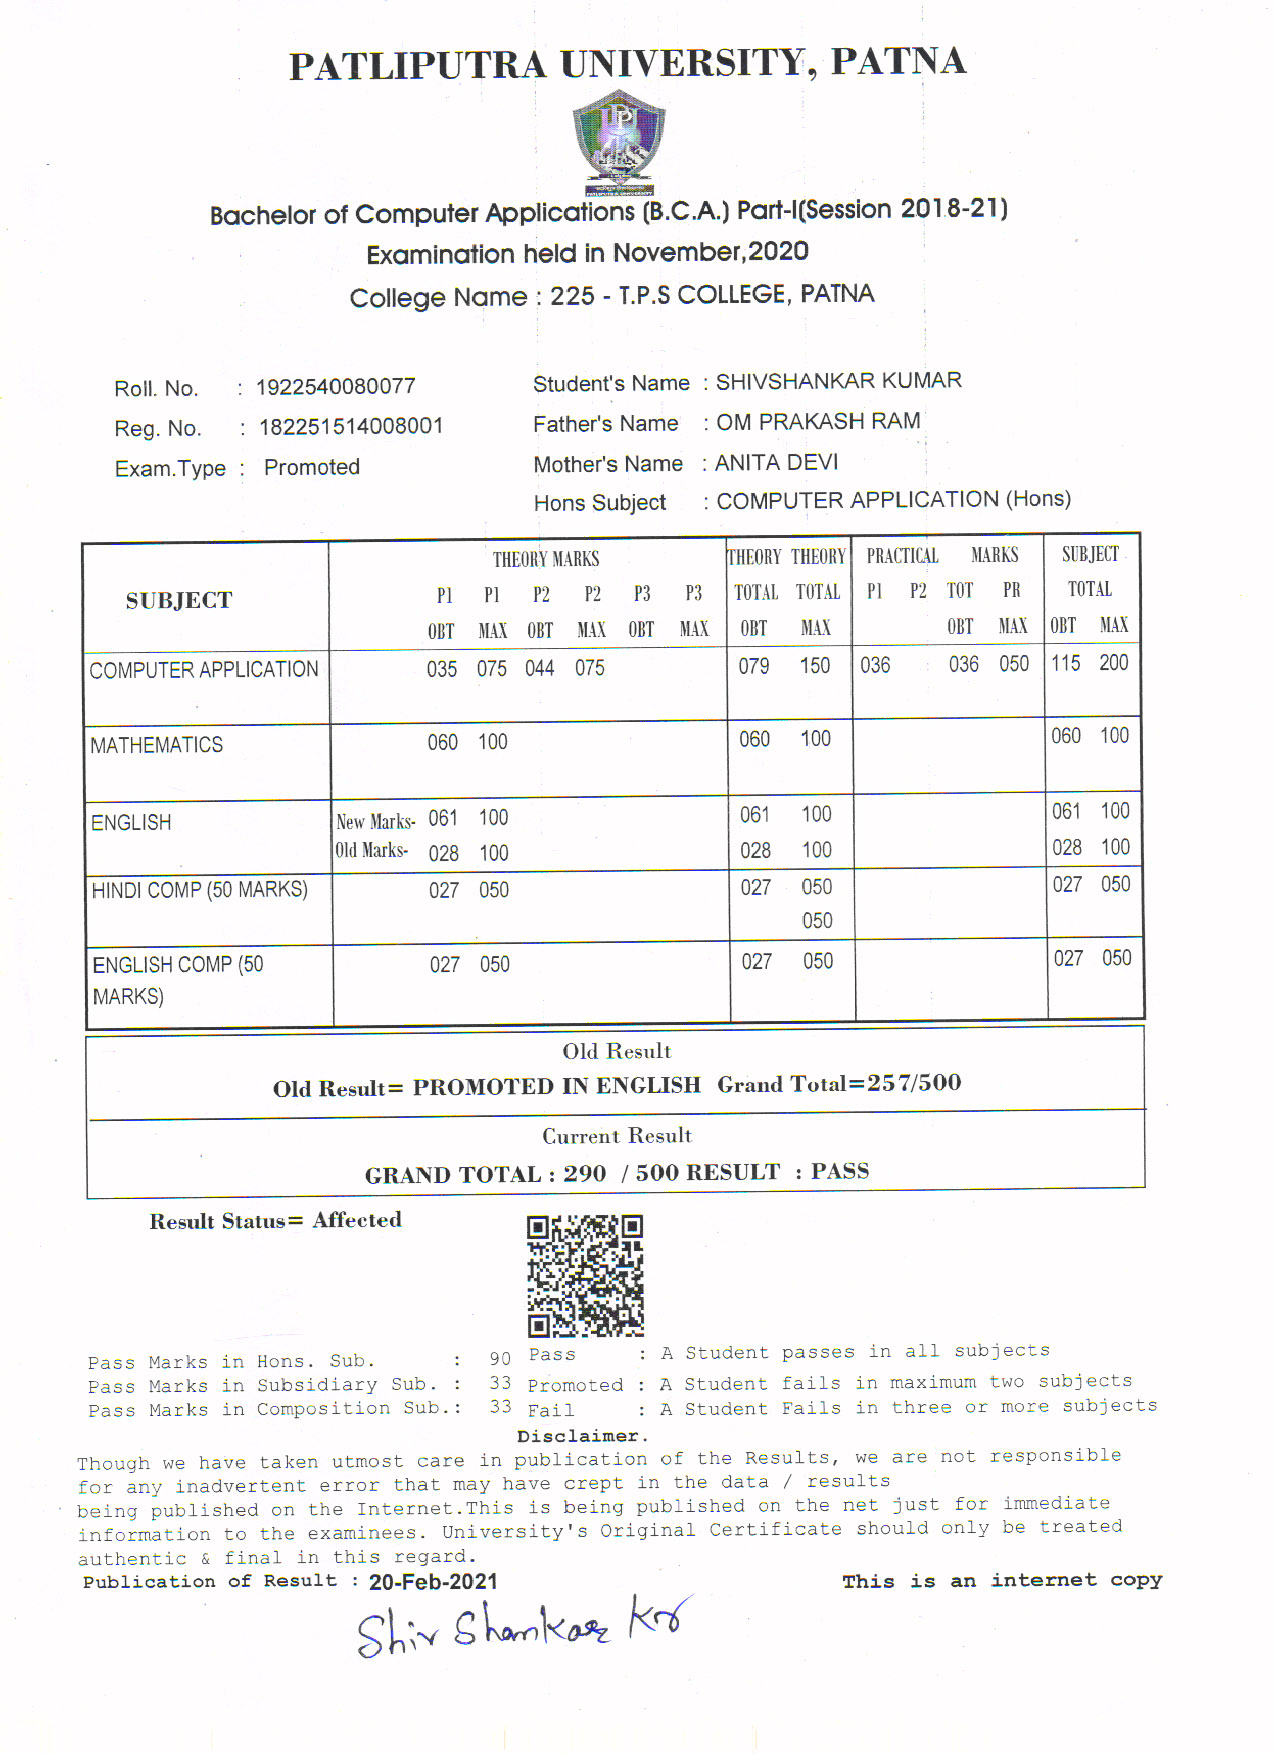 PATLIPUTRA UNIVERSITY, PATNA
Bachelor of Computer Applications (B.C.A.) Part-I(Session 2018-21)
Examination held in November,2020
College Name : 225 - T.P.S COLLEGE, PATNA
Roll. No. : 1922540080077 Student's Name : SHIVSHANKAR KUMAR
Reg. No. : 182251514008001 Father's Name : OM PRAKASH RAM
Exam.Type : Promoted Mother's Name : ANITA DEVI
Hons Subject : COMPUTER APPLICATION (Hons)
THEORY MARKS THEORY THEORY PRACTICAL MARKS SUBJECT
SUBJECT P1 P1 P2 P2 P3 P3 TOTAL TOTAL P1 P2 TOT PR TOTAL
OBT MAX OBT MAX OBT MAX OBT MAX OBT MAX OBT MAX
COMPUTER APPLICATION 035 075 044 075 079 150 036 036 050 115 200
MATHEMATICS 060 100 060 100 060 100
ENGLISH New Marks- 061 100 061 100 061 100
Old Marks- 028 100 028 100 028 100
HINDI COMP (50 MARKS) 027 050 027 050 027 050
050
ENGLISH COMP (50 027 050 027 050 027 050
MARKS)
Old Result
Old Result= PROMOTED IN ENGLISH Grand Total=257/500
Current Result
GRAND TOTAL : 290 / 500 RESULT : PASS
Result Status= Affected
Pass Marks in Hons. Sub. : 90 Pass : A Student passes in all subjects
Pass Marks in Subsidiary Sub. : 33 Promoted : A Student fails in maximum two subjects
Pass Marks in Composition Sub.: 33 Fail : A Student Fails in three or more subjects
Disclaimer.
Though we have taken utmost care in publication of the Results, we are not responsible
for any inadvertent error that may have crept in the data / results
being published on the Internet.This is being published on the net just for immediate
information to the examinees. University's Original Certificate should only be treated
authentic & final in this regard.
Publication of Result : 20-Feb-2021 This is an internet copy
Shiv Shankar Kr